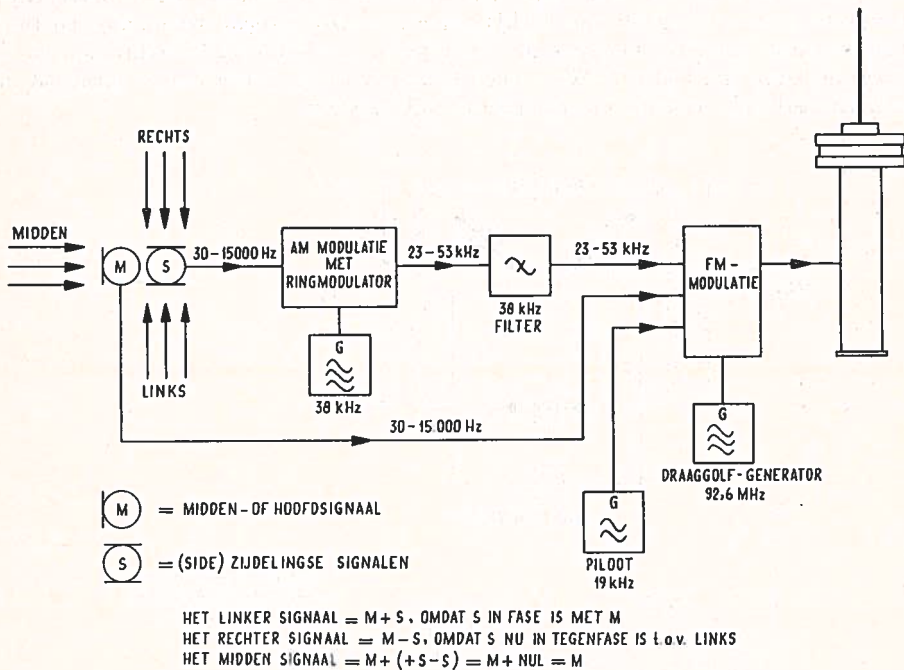 RECHTS
MIDDEN
M
S
30-15000 Hz
AM MODULATIE
MET
RINGMODULATOR
23-53 kHz
38 kHz
FILTER
23-53 kHz
FM-
MODULATIE
LINKS
G
38 kHz
30-15.000 Hz
G
DRAAGGOLF-GENERATOR
92,6 MHz
G
PILOOT
19 kHz
M = MIDDEN-OF HOOFDSIGNAAL
S = (SIDE) ZIJDELINGSE SIGNALEN
HET LINKER SIGNAAL = M+S, OMDAT S IN FASE IS MET M
HET RECHTER SIGNAAL = M-S, OMDAT S NU IN TEGENFASE IS t.o.v. LINKS
HET MIDDEN SIGNAAL = M+(+S-S) = M+NUL = M